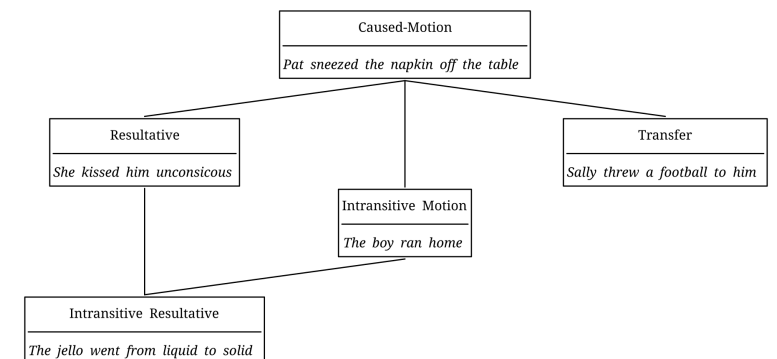 Caused-Motion
Pat sneezed the napkin off the table
Resultative
She kissed him unconsicous
Transfer
Sally threw a football to him
Intransitive Motion
The boy ran home
Intransitive Resultative
The jello went from liquid to solid